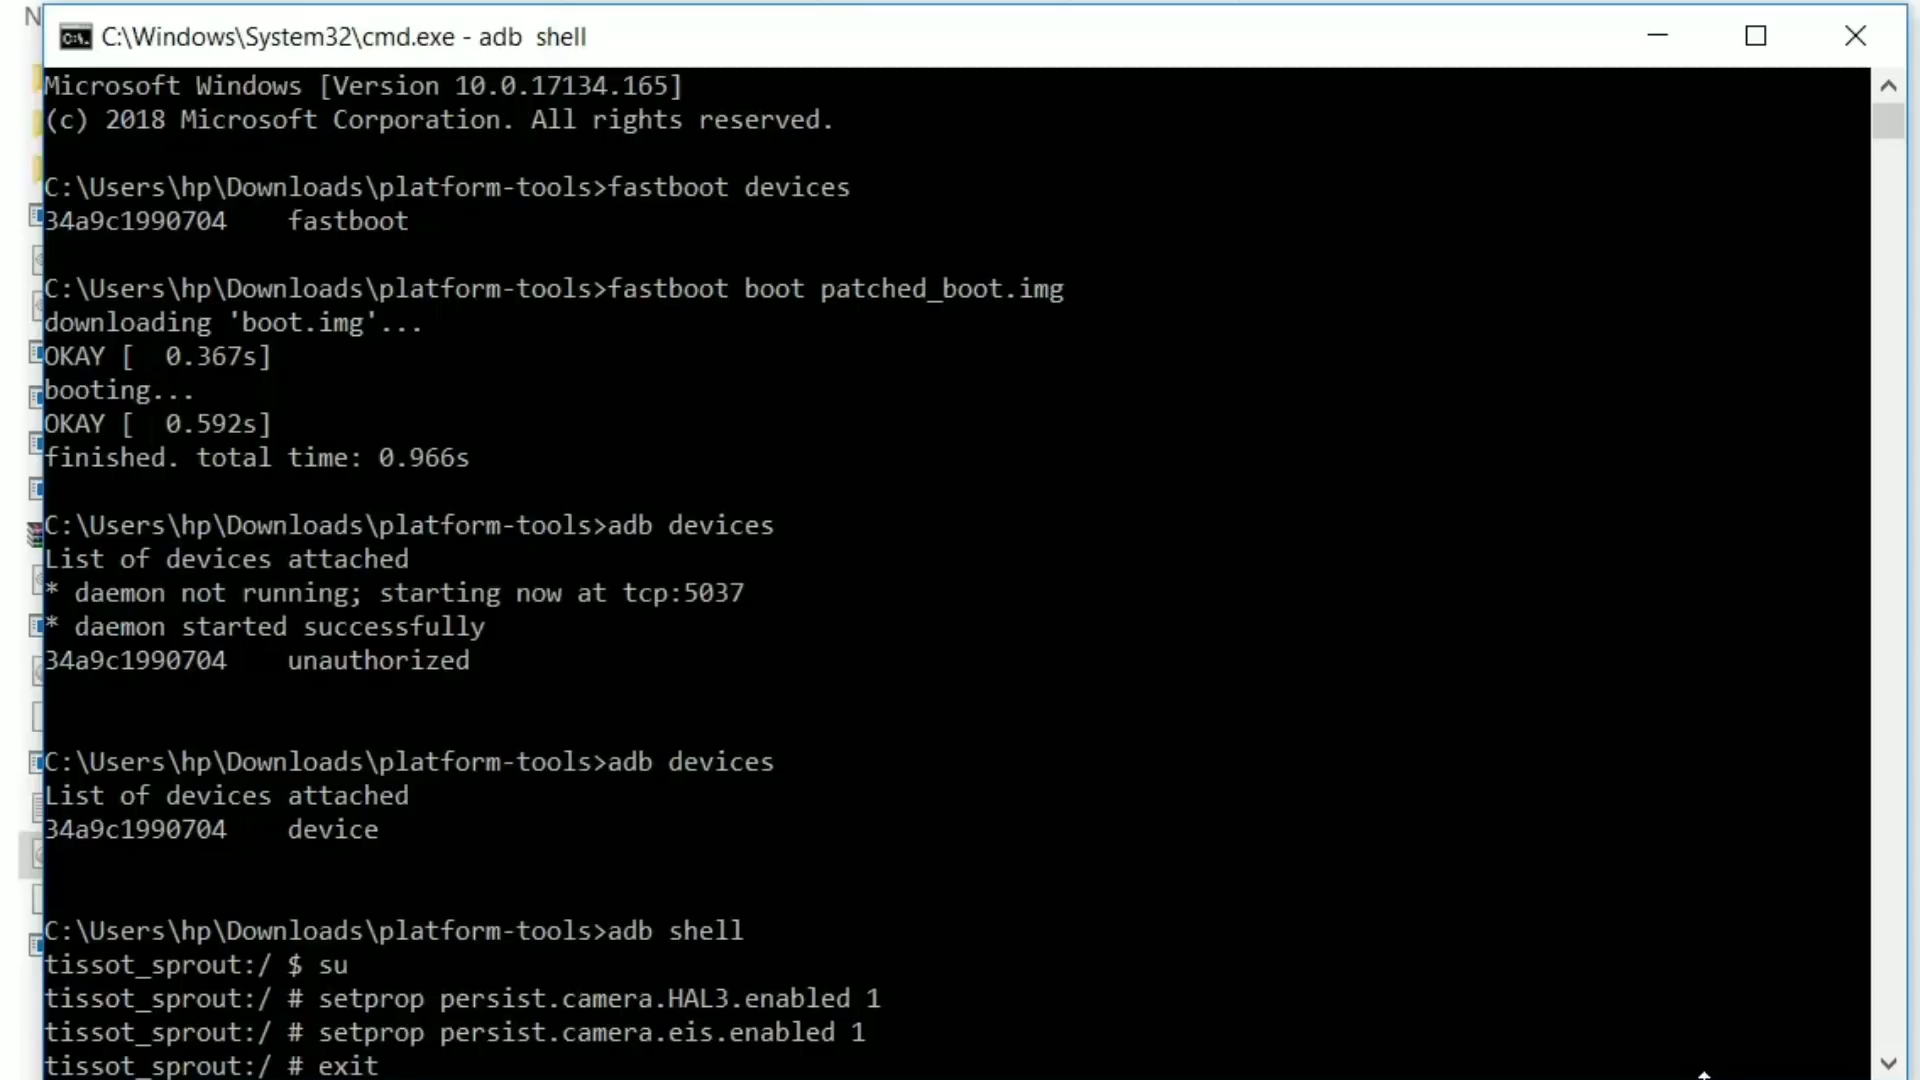 N
C:\Windows\System32\cmd.exe - adb  shell
Microsoft Windows [Version 10.0.17134.165]
(c) 2018 Microsoft Corporation. All rights reserved.
C:\Users\hp\Downloads\platform-tools>fastboot devices
34a9c1990704    fastboot
C:\Users\hp\Downloads\platform-tools>fastboot boot patched_boot.img
downloading 'boot.img'...
OKAY [  0.367s]
booting...
OKAY [  0.592s]
finished. total time: 0.966s
C:\Users\hp\Downloads\platform-tools>adb devices
List of devices attached
* daemon not running; starting now at tcp:5037
* daemon started successfully
34a9c1990704    unauthorized
C:\Users\hp\Downloads\platform-tools>adb devices
List of devices attached
34a9c1990704    device
C:\Users\hp\Downloads\platform-tools>adb shell
tissot_sprout:/ $ su
tissot_sprout:/ # setprop persist.camera.HAL3.enabled 1
tissot_sprout:/ # setprop persist.camera.eis.enabled 1
tissot_sprout:/ # exit